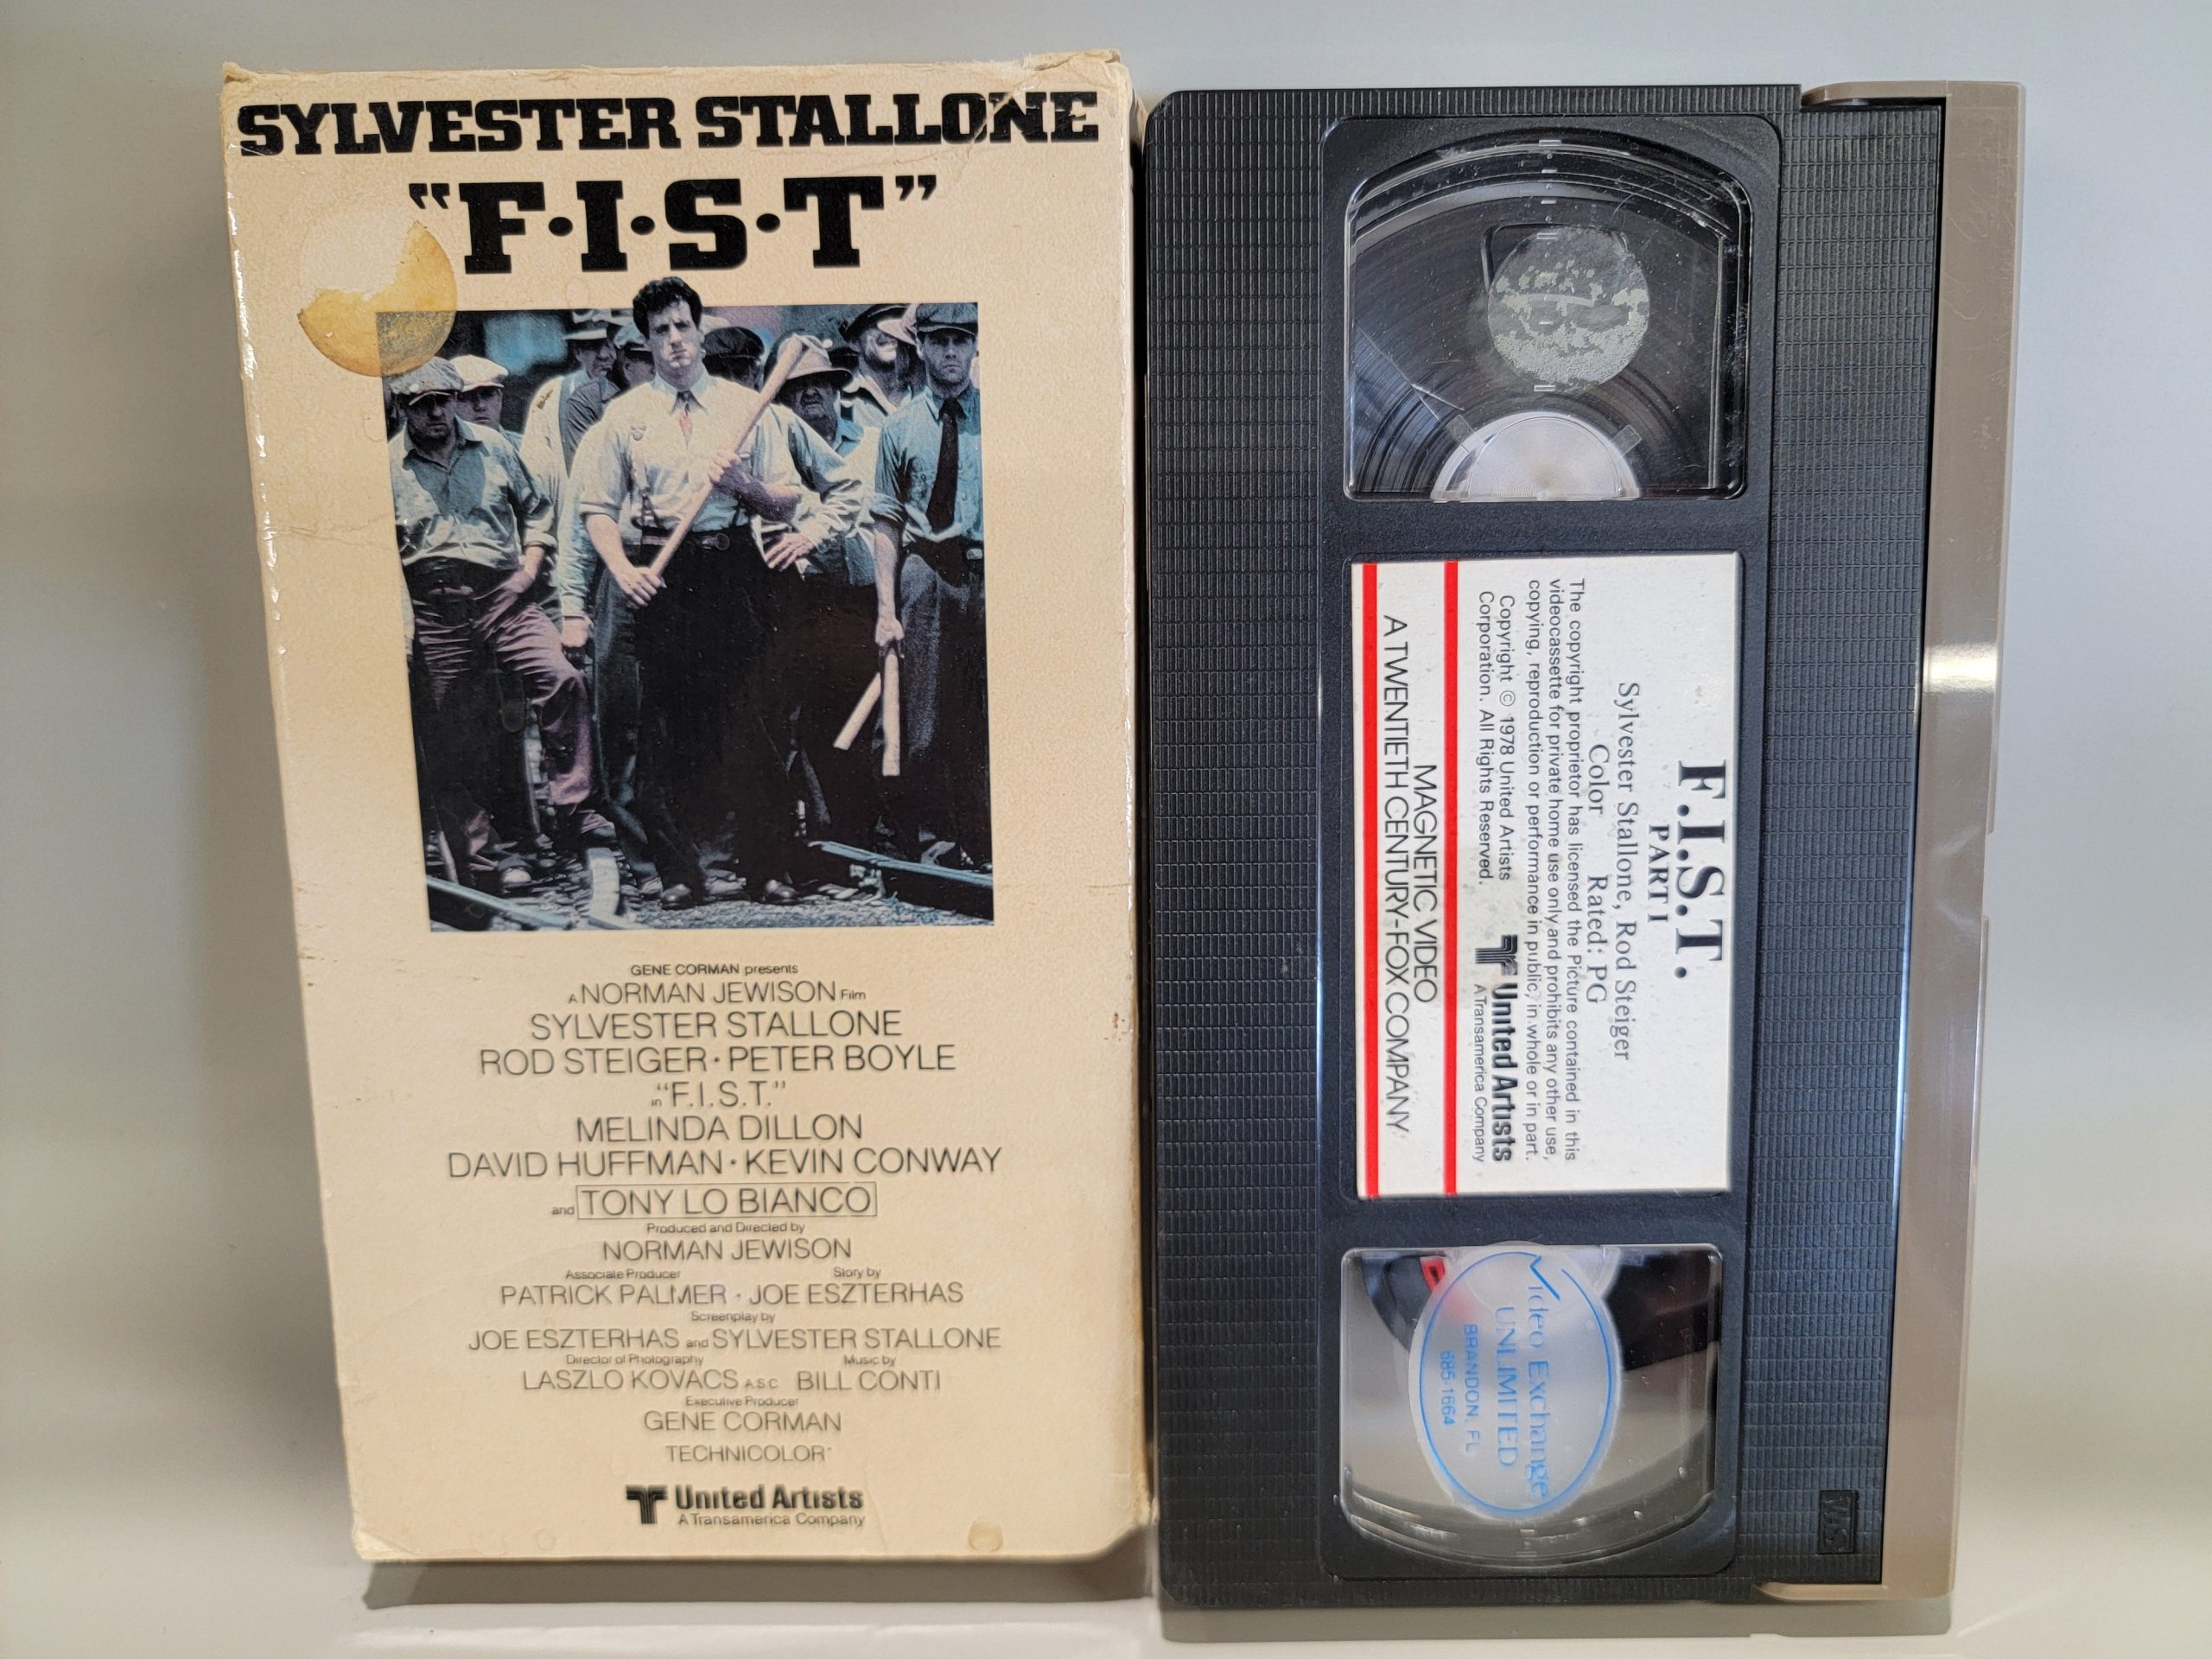 SYLVESTER STALLONE
"F·I·S·T"
GENE CORMAN presents
A NORMAN JEWISON Film
SYLVESTER STALLONE
ROD STEIGER · PETER BOYLE
in "F.I.S.T."
MELINDA DILLON
DAVID HUFFMAN · KEVIN CONWAY
and TONY LO BIANCO
Produced and Directed by
NORMAN JEWISON
Associate Producer Story by
PATRICK PALMER · JOE ESZTERHAS
Screenplay by
JOE ESZTERHAS and SYLVESTER STALLONE
Director of Photography Music by
LASZLO KOVACS A.S.C. BILL CONTI
Executive Producer
GENE CORMAN
TECHNICOLOR®
United Artists
A Transamerica Company
F.I.S.T.
PART I
Sylvester Stallone, Rod Steiger
Color Rated: PG
The copyright proprietor has licensed the Picture contained in this
videocassette for private home use only and prohibits any other use,
copying, reproduction or performance in public, in whole or in part.
Copyright © 1978 United Artists
Corporation. All Rights Reserved.
United Artists
A Transamerica Company
MAGNETIC VIDEO
A TWENTIETH CENTURY-FOX COMPANY
Video Exchange
UNLIMITED
BRANDON, FL
685-1664
VHS